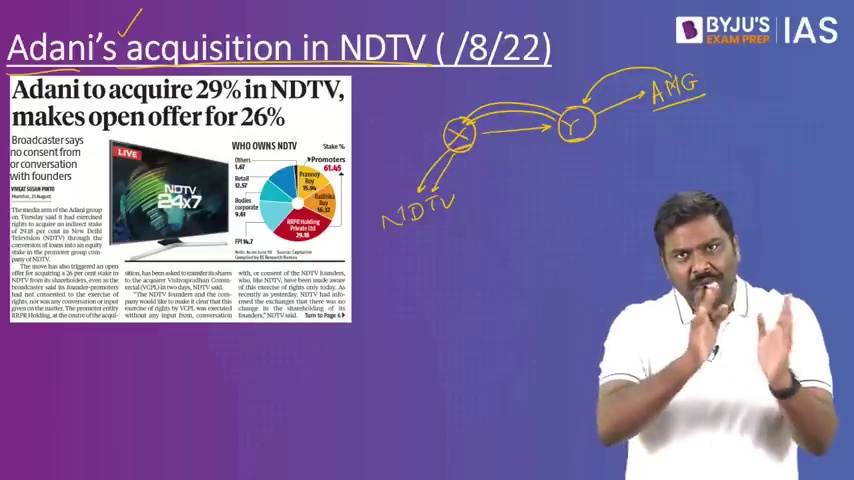 Adani's acquisition in NDTV ( /8/22)
BYJU'S
EXAM PREP
IAS
Adani to acquire 29% in NDTV,
makes open offer for 26%
Broadcaster says
no consent from
or conversation
with founders
VIVEAT SUSAN PINTO
Mumbai, 23 August
The media arm of the Adani group
on Tuesday said it had exercised
rights to acquire an indirect stake
of 29.18 per cent in New Delhi
Television (NDTV) through the
conversion of loans into an equity
stake in the promoter group com-
pany of NDTV.
The move has also triggered an open
offer for acquiring a 26 per cent stake in
NDTV from its shareholders, even as the
broadcaster said its founder-promoters
had not consented to the exercise of
rights, nor was any conversation or input
given on the matter. The promoter entity
RRPR Holding, at the centre of the acqui-
LIVE
NDTV
24x7
WHO OWNS NDTV
Stake %
Others
1.67
Retail
12.57
Bodies
corporate
9.61
FPI 14.7
Promoters
61.45
Prannoy
Roy
15.94
Radhika
Roy
16.32
RRPR Holding
Private Ltd
29.18
Note: As on June '30 Source: Capitaline
Compiled by BS Research Bureau
sition, has been asked to transfer its shares
to the acquirer Vishvapradhan Commer-
cial (VCPL) in two days, NDTV said.
"The NDTV founders and the com-
pany would like to make it clear that this
exercise of rights by VCPL was executed
without any input from, conversation
with, or consent of the NDTV founders,
who, like NDTV, have been made aware
of this exercise of rights only today. As
recently as yesterday, NDTV had infor-
med the exchanges that there was no
change in the shareholding of its
founders," NDTV said. Turn to Page 6
X
Y
AMG
NDTV